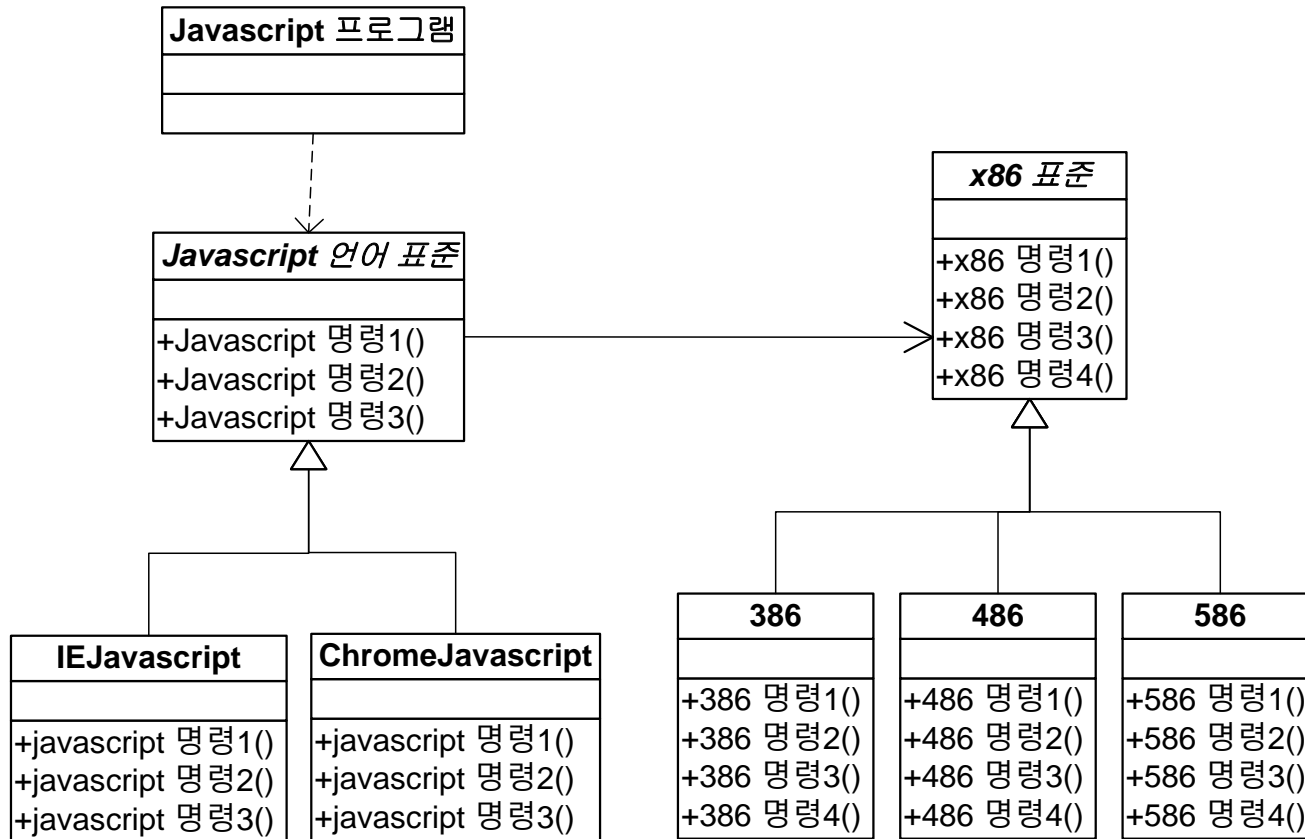 Javascript 프로그램
x86 표준
+x86 명령1()
+x86 명령2()
+x86 명령3()
+x86 명령4()
Javascript 언어 표준
+Javascript 명령1()
+Javascript 명령2()
+Javascript 명령3()
IEJavascript
+javascript 명령1()
+javascript 명령2()
+javascript 명령3()
ChromeJavascript
+javascript 명령1()
+javascript 명령2()
+javascript 명령3()
386
+386 명령1()
+386 명령2()
+386 명령3()
+386 명령4()
486
+486 명령1()
+486 명령2()
+486 명령3()
+486 명령4()
586
+586 명령1()
+586 명령2()
+586 명령3()
+586 명령4()